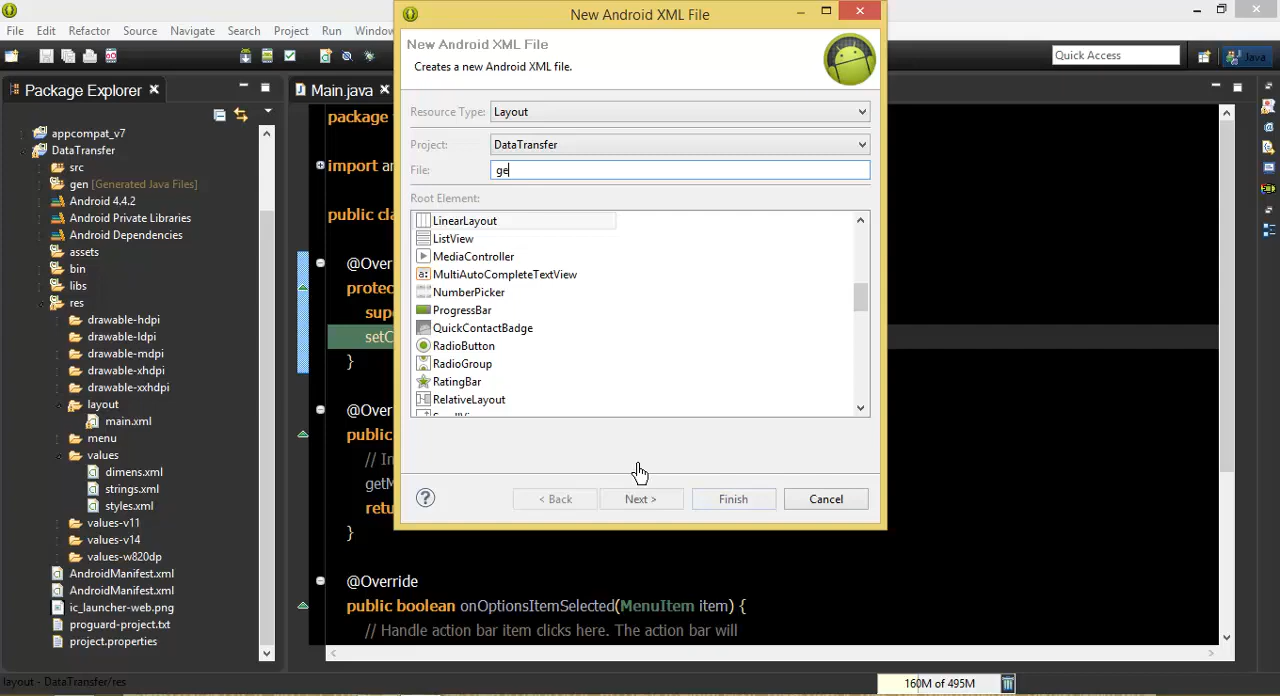 New Android XML File
File Edit Refactor Source Navigate Search Project Run Window
New Android XML File
Creates a new Android XML file.
Quick Access
Java
Package Explorer
Main.java
Resource Type: Layout
Project: DataTransfer
File: ge
Root Element:
LinearLayout
ListView
MediaController
MultiAutoCompleteTextView
NumberPicker
ProgressBar
QuickContactBadge
RadioButton
RadioGroup
RatingBar
RelativeLayout
< Back
Next >
Finish
Cancel
appcompat_v7
DataTransfer
src
gen [Generated Java Files]
Android 4.4.2
Android Private Libraries
Android Dependencies
assets
bin
libs
res
drawable-hdpi
drawable-ldpi
drawable-mdpi
drawable-xhdpi
drawable-xxhdpi
layout
main.xml
menu
values
dimens.xml
strings.xml
styles.xml
values-v11
values-v14
values-w820dp
AndroidManifest.xml
AndroidManifest.xml
ic_launcher-web.png
proguard-project.txt
project.properties
package
import ar
public cla
@Over
protec
supe
setC
}
@Over
public
// In
getM
retu
}
@Override
public boolean onOptionsItemSelected(MenuItem item) {
// Handle action bar item clicks here. The action bar will
layout - DataTransfer/res
160M of 495M